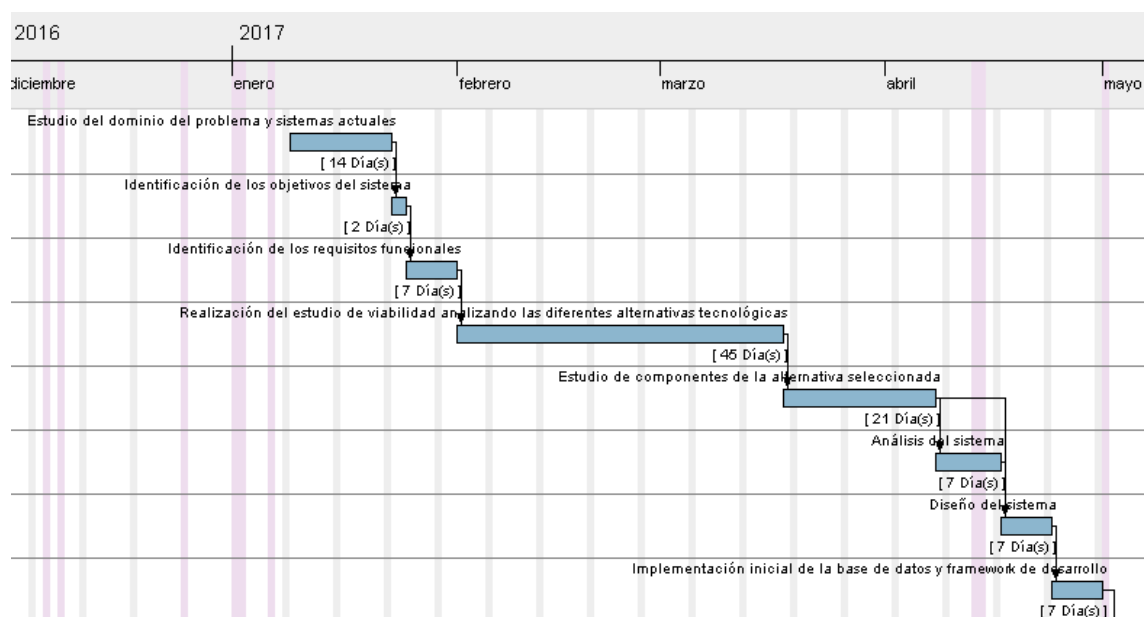 2016
2017
diciembre
enero
febrero
marzo
abril
mayo
Estudio del dominio del problema y sistemas actuales
[ 14 Día(s) ]
Identificación de los objetivos del sistema
[ 2 Día(s) ]
Identificación de los requisitos funcionales
[ 7 Día(s) ]
Realización del estudio de viabilidad analizando las diferentes alternativas tecnológicas
[ 45 Día(s) ]
Estudio de componentes de la alternativa seleccionada
[ 21 Día(s) ]
Análisis del sistema
[ 7 Día(s) ]
Diseño del sistema
[ 7 Día(s) ]
Implementación inicial de la base de datos y framework de desarrollo
[ 7 Día(s) ]